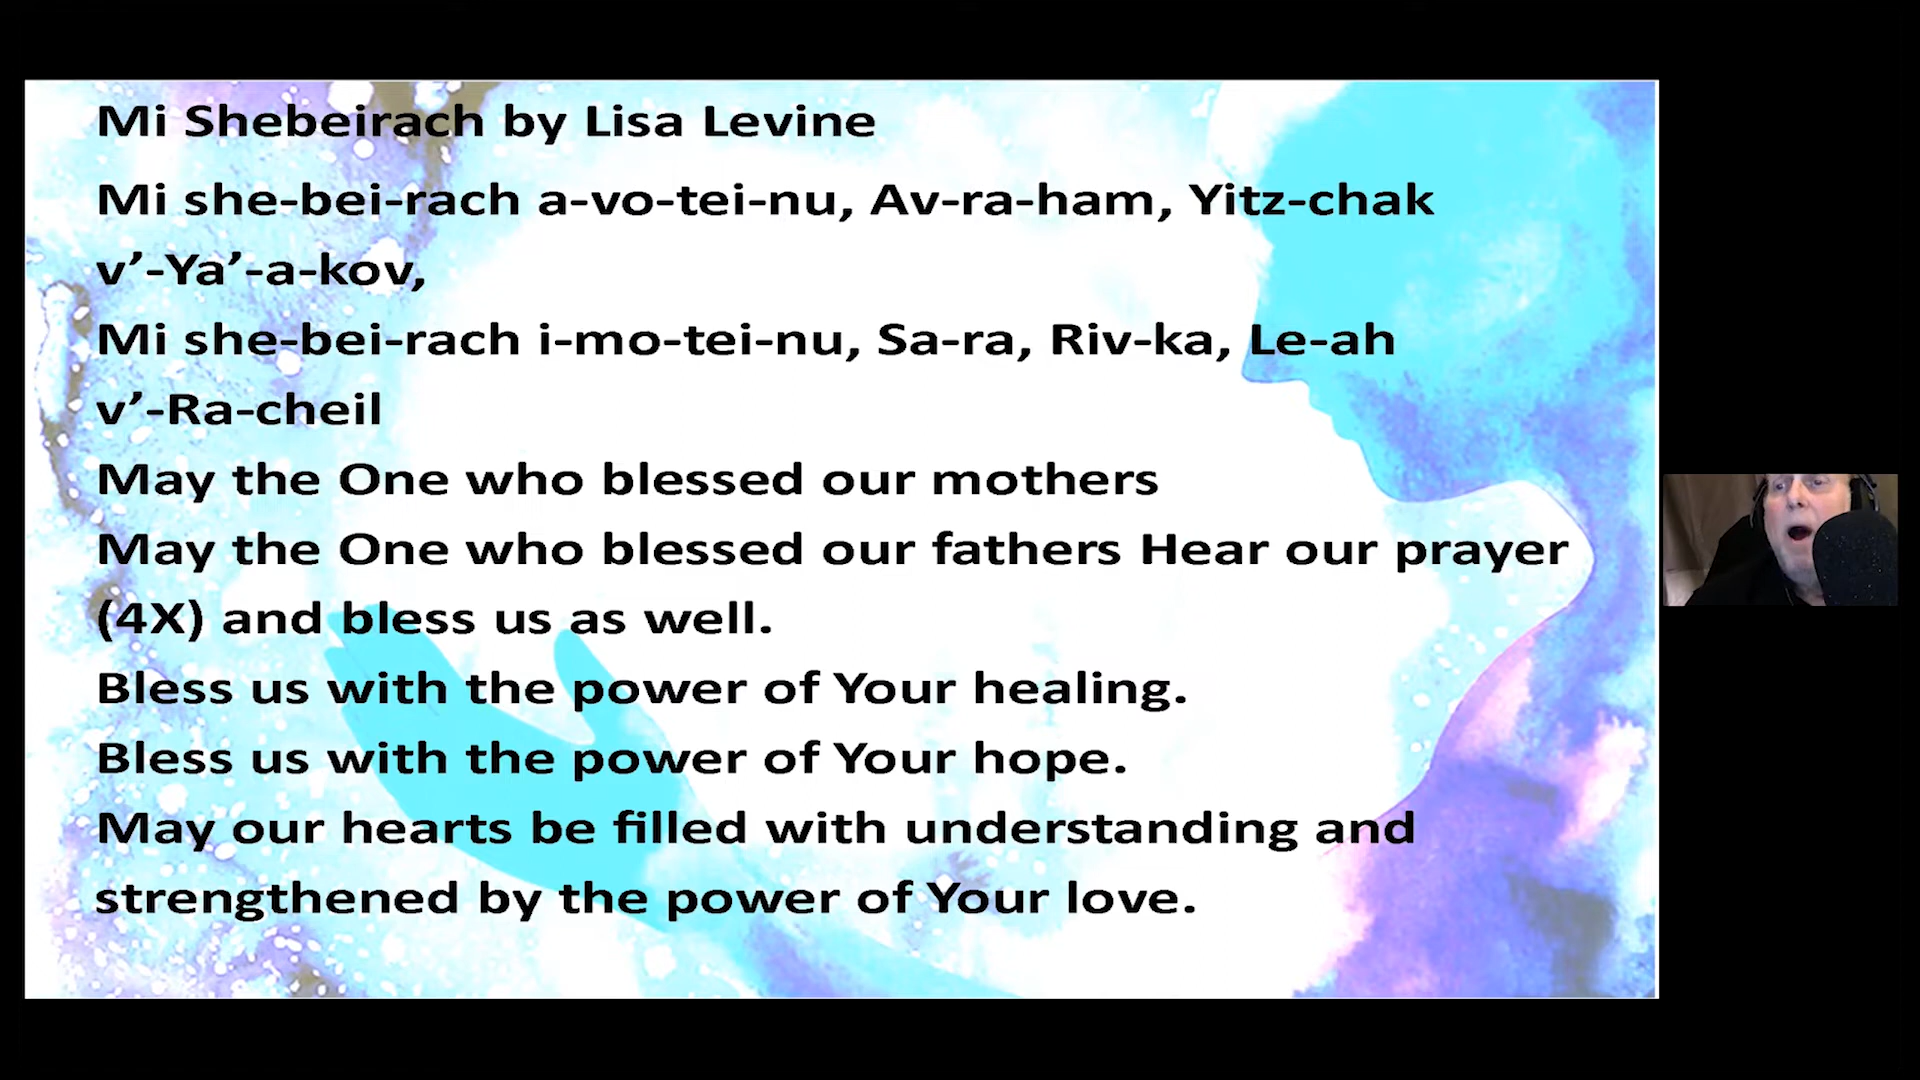 Mi Shebeirach by Lisa Levine
Mi she-bei-rach a-vo-tei-nu, Av-ra-ham, Yitz-chak
v’-Ya’-a-kov,
Mi she-bei-rach i-mo-tei-nu, Sa-ra, Riv-ka, Le-ah
v’-Ra-cheil
May the One who blessed our mothers
May the One who blessed our fathers Hear our prayer
(4X) and bless us as well.
Bless us with the power of Your healing.
Bless us with the power of Your hope.
May our hearts be filled with understanding and
strengthened by the power of Your love.